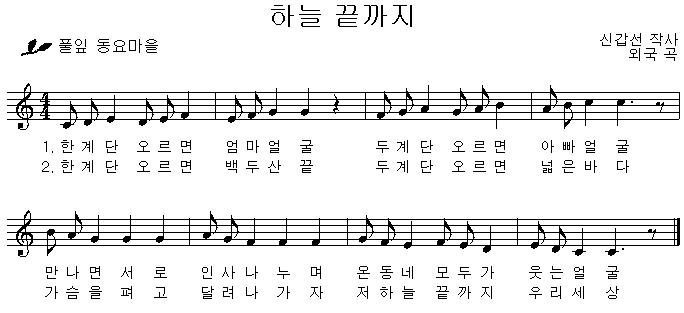 하늘 끝까지
풀잎 동요마을
신갑선 작사
외국 곡
1. 한 계 단 오 르 면 엄 마 얼 굴 두 계 단 오 르 면 아 빠 얼 굴
2. 한 계 단 오 르 면 백 두 산 끝 두 계 단 오 르 면 넓 은 바 다
만 나 면 서 로 인 사 나 누 며 온 동 네 모 두 가 웃 는 얼 굴
가 슴 을 펴 고 달 려 나 가 자 저 하 늘 끝 까 지 우 리 세 상